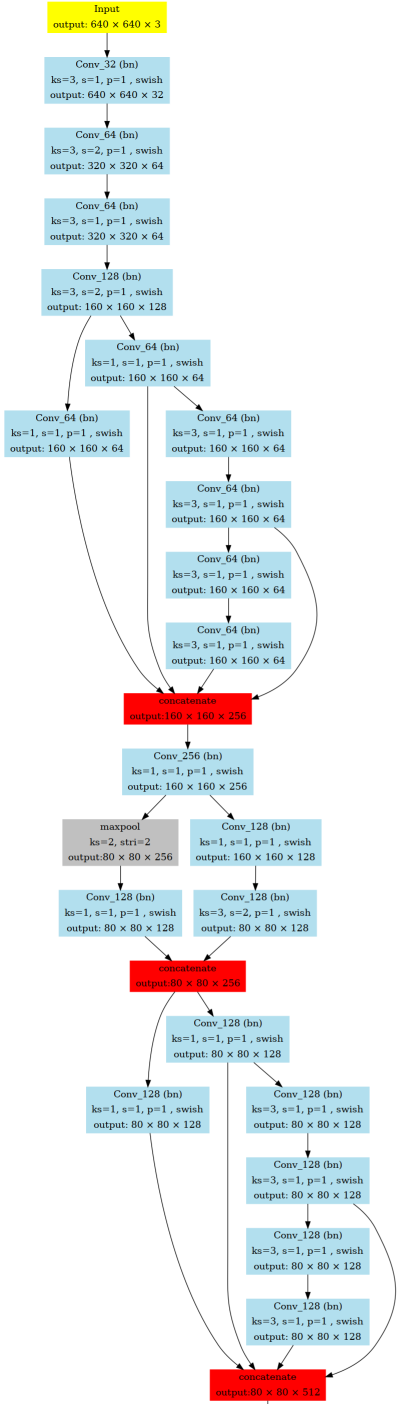 Input
output: 640 × 640 × 3
Conv_32 (bn)
ks=3, s=1, p=1 , swish
output: 640 × 640 × 32
Conv_64 (bn)
ks=3, s=2, p=1 , swish
output: 320 × 320 × 64
Conv_64 (bn)
ks=3, s=1, p=1 , swish
output: 320 × 320 × 64
Conv_128 (bn)
ks=3, s=2, p=1 , swish
output: 160 × 160 × 128
Conv_64 (bn)
ks=1, s=1, p=1 , swish
output: 160 × 160 × 64
Conv_64 (bn)
ks=1, s=1, p=1 , swish
output: 160 × 160 × 64
Conv_64 (bn)
ks=3, s=1, p=1 , swish
output: 160 × 160 × 64
Conv_64 (bn)
ks=3, s=1, p=1 , swish
output: 160 × 160 × 64
Conv_64 (bn)
ks=3, s=1, p=1 , swish
output: 160 × 160 × 64
Conv_64 (bn)
ks=3, s=1, p=1 , swish
output: 160 × 160 × 64
concatenate
output:160 × 160 × 256
Conv_256 (bn)
ks=1, s=1, p=1 , swish
output: 160 × 160 × 256
maxpool
ks=2, stri=2
output:80 × 80 × 256
Conv_128 (bn)
ks=1, s=1, p=1 , swish
output: 160 × 160 × 128
Conv_128 (bn)
ks=1, s=1, p=1 , swish
output: 80 × 80 × 128
Conv_128 (bn)
ks=3, s=2, p=1 , swish
output: 80 × 80 × 128
concatenate
output:80 × 80 × 256
Conv_128 (bn)
ks=1, s=1, p=1 , swish
output: 80 × 80 × 128
Conv_128 (bn)
ks=1, s=1, p=1 , swish
output: 80 × 80 × 128
Conv_128 (bn)
ks=3, s=1, p=1 , swish
output: 80 × 80 × 128
Conv_128 (bn)
ks=3, s=1, p=1 , swish
output: 80 × 80 × 128
Conv_128 (bn)
ks=3, s=1, p=1 , swish
output: 80 × 80 × 128
Conv_128 (bn)
ks=3, s=1, p=1 , swish
output: 80 × 80 × 128
concatenate
output:80 × 80 × 512